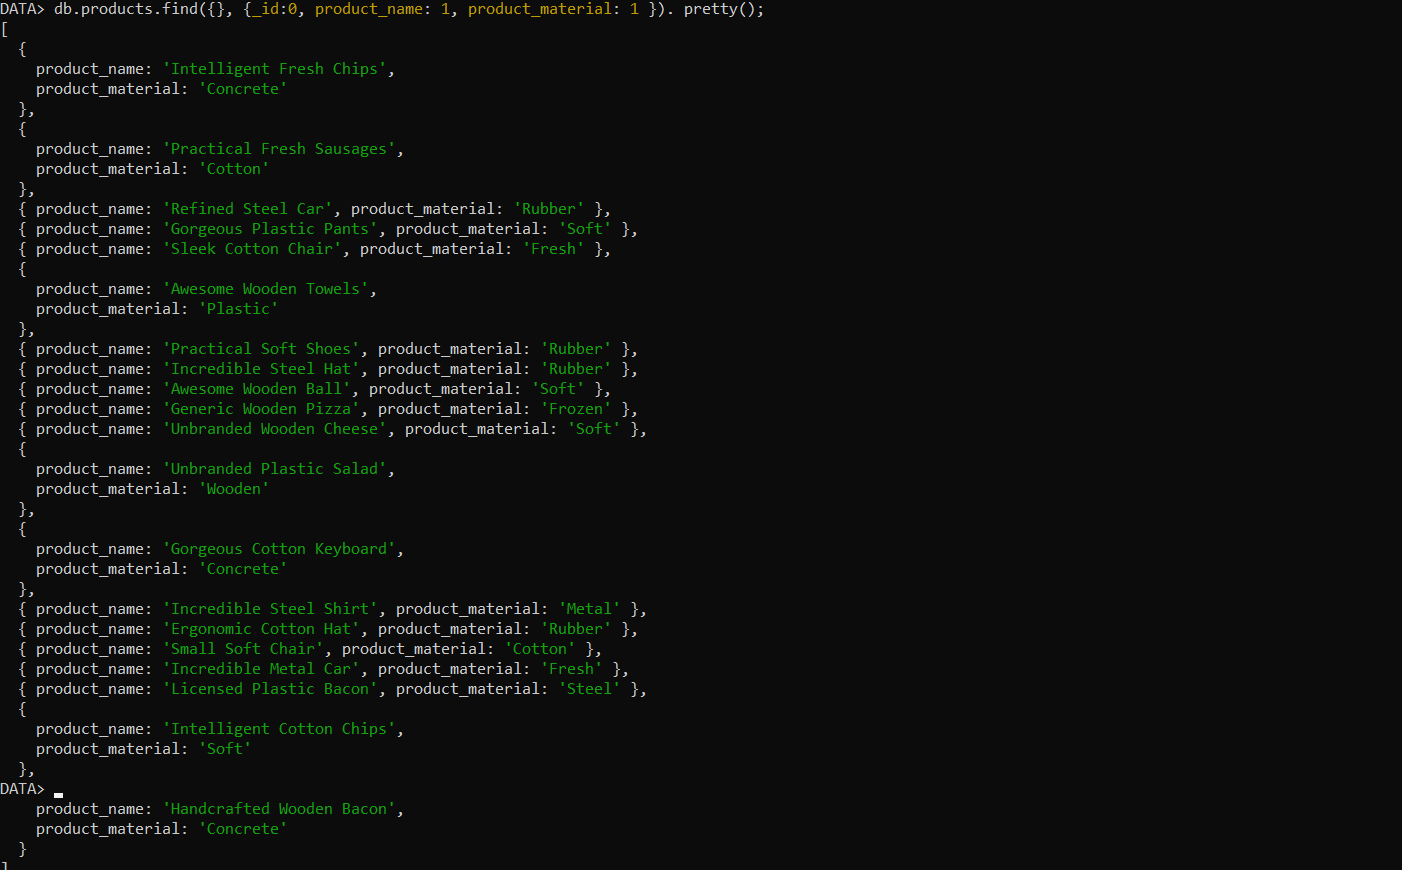 DATA> db.products.find({}, {_id:0, product_name: 1, product_material: 1 }). pretty();
[
  {
    product_name: 'Intelligent Fresh Chips',
    product_material: 'Concrete'
  },
  {
    product_name: 'Practical Fresh Sausages',
    product_material: 'Cotton'
  },
  { product_name: 'Refined Steel Car', product_material: 'Rubber' },
  { product_name: 'Gorgeous Plastic Pants', product_material: 'Soft' },
  { product_name: 'Sleek Cotton Chair', product_material: 'Fresh' },
  {
    product_name: 'Awesome Wooden Towels',
    product_material: 'Plastic'
  },
  { product_name: 'Practical Soft Shoes', product_material: 'Rubber' },
  { product_name: 'Incredible Steel Hat', product_material: 'Rubber' },
  { product_name: 'Awesome Wooden Ball', product_material: 'Soft' },
  { product_name: 'Generic Wooden Pizza', product_material: 'Frozen' },
  { product_name: 'Unbranded Wooden Cheese', product_material: 'Soft' },
  {
    product_name: 'Unbranded Plastic Salad',
    product_material: 'Wooden'
  },
  {
    product_name: 'Gorgeous Cotton Keyboard',
    product_material: 'Concrete'
  },
  { product_name: 'Incredible Steel Shirt', product_material: 'Metal' },
  { product_name: 'Ergonomic Cotton Hat', product_material: 'Rubber' },
  { product_name: 'Small Soft Chair', product_material: 'Cotton' },
  { product_name: 'Incredible Metal Car', product_material: 'Fresh' },
  { product_name: 'Licensed Plastic Bacon', product_material: 'Steel' },
  {
    product_name: 'Intelligent Cotton Chips',
    product_material: 'Soft'
  },
DATA>
    product_name: 'Handcrafted Wooden Bacon',
    product_material: 'Concrete'
  }
]